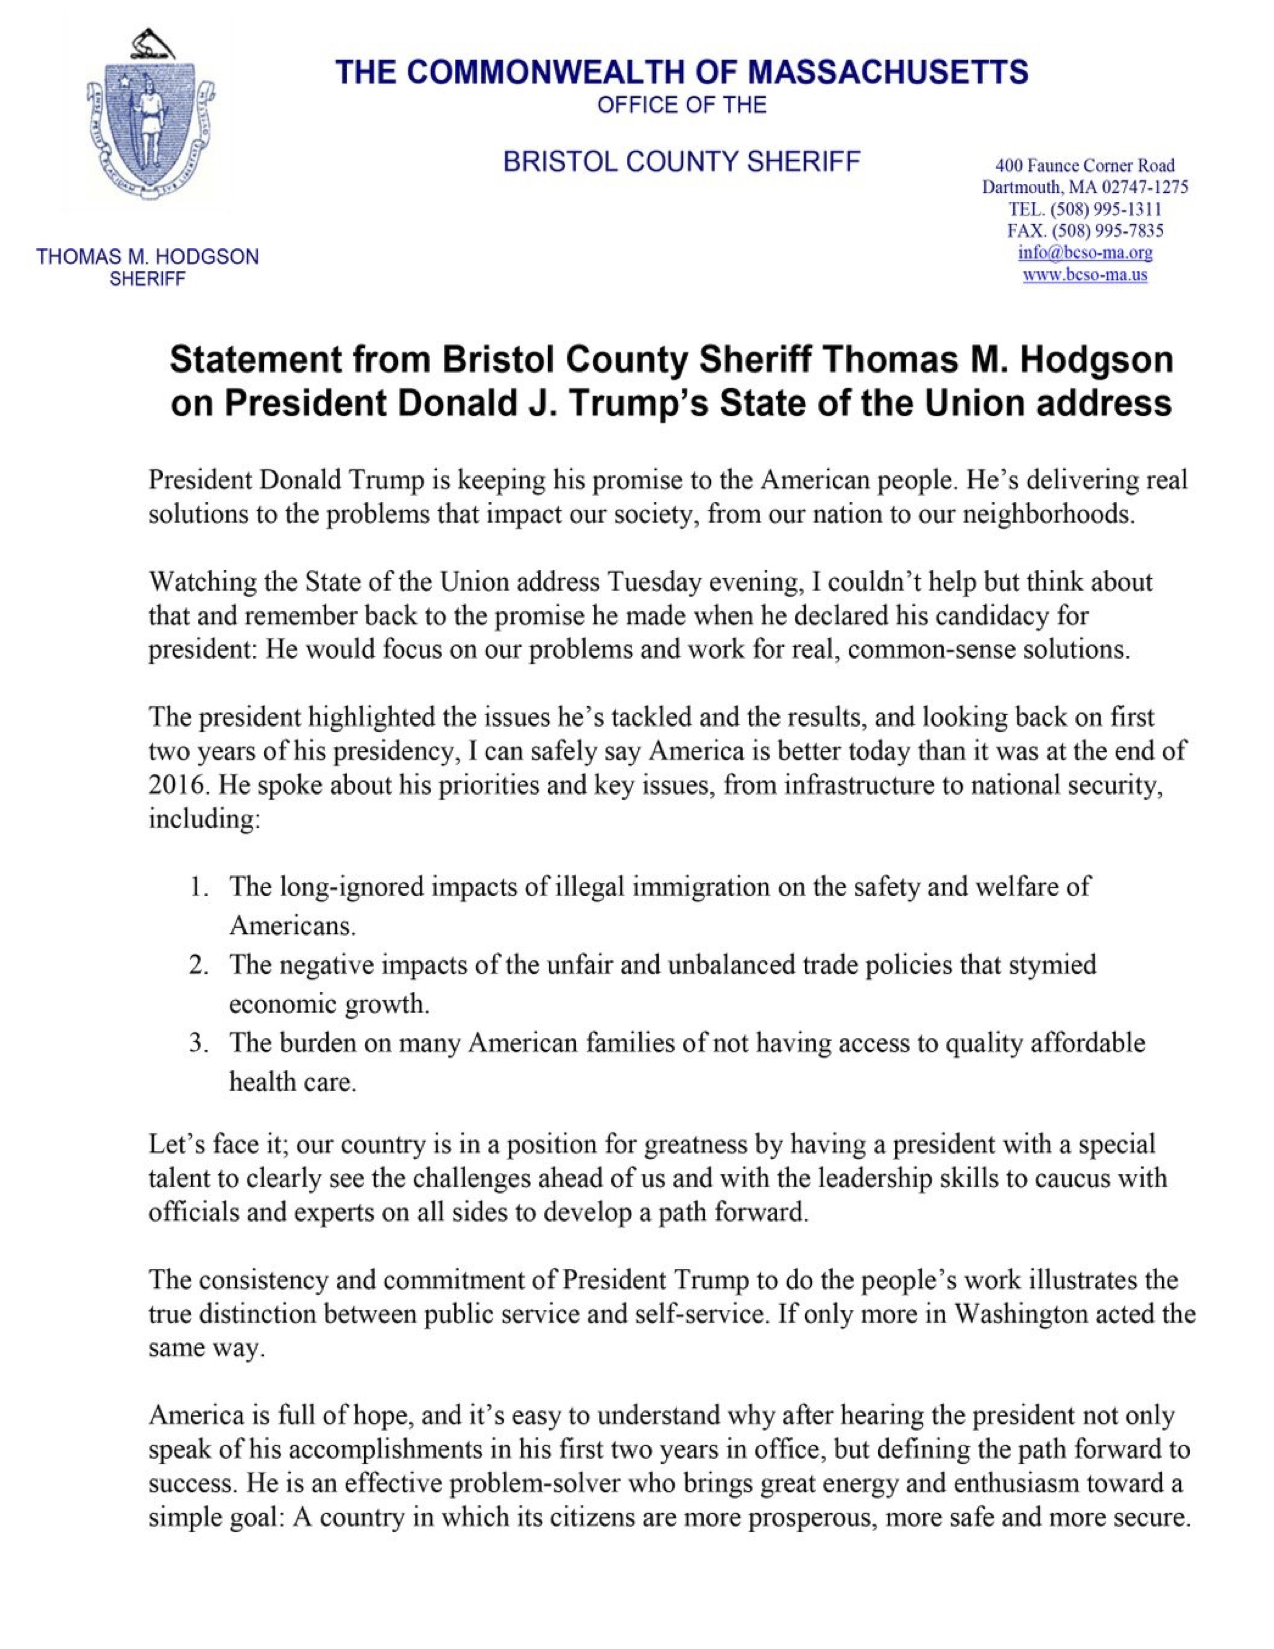 THE COMMONWEALTH OF MASSACHUSETTS
OFFICE OF THE
BRISTOL COUNTY SHERIFF
400 Faunce Corner Road
Dartmouth, MA 02747-1275
TEL. (508) 995-1311
FAX. (508) 995-7835
info@bcso-ma.org
www.bcso-ma.us
THOMAS M. HODGSON
SHERIFF
Statement from Bristol County Sheriff Thomas M. Hodgson
on President Donald J. Trump’s State of the Union address
President Donald Trump is keeping his promise to the American people. He’s delivering real
solutions to the problems that impact our society, from our nation to our neighborhoods.
Watching the State of the Union address Tuesday evening, I couldn’t help but think about
that and remember back to the promise he made when he declared his candidacy for
president: He would focus on our problems and work for real, common-sense solutions.
The president highlighted the issues he’s tackled and the results, and looking back on first
two years of his presidency, I can safely say America is better today than it was at the end of
2016. He spoke about his priorities and key issues, from infrastructure to national security,
including:
1. The long-ignored impacts of illegal immigration on the safety and welfare of
Americans.
2. The negative impacts of the unfair and unbalanced trade policies that stymied
economic growth.
3. The burden on many American families of not having access to quality affordable
health care.
Let’s face it; our country is in a position for greatness by having a president with a special
talent to clearly see the challenges ahead of us and with the leadership skills to caucus with
officials and experts on all sides to develop a path forward.
The consistency and commitment of President Trump to do the people’s work illustrates the
true distinction between public service and self-service. If only more in Washington acted the
same way.
America is full of hope, and it’s easy to understand why after hearing the president not only
speak of his accomplishments in his first two years in office, but defining the path forward to
success. He is an effective problem-solver who brings great energy and enthusiasm toward a
simple goal: A country in which its citizens are more prosperous, more safe and more secure.